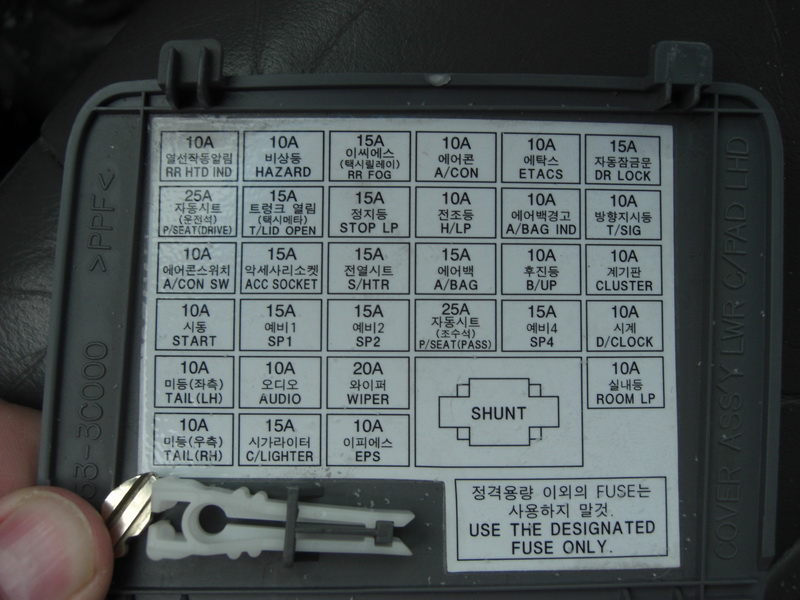 10A
열선작동알림
RR HTD IND
10A
비상등
HAZARD
15A
이씨에스
(택시릴레이)
RR FOG
10A
에어콘
A/CON
10A
에탁스
ETACS
15A
자동잠금문
DR LOCK
25A
자동시트
(운전석)
P/SEAT(DRIVE)
15A
트렁크 열림
(택시메타)
T/LID OPEN
15A
정지등
STOP LP
10A
전조등
H/LP
10A
에어백경고
A/BAG IND
10A
방향지시등
T/SIG
10A
에어콘스위치
A/CON SW
15A
악세사리소켓
ACC SOCKET
15A
전열시트
S/HTR
15A
에어백
A/BAG
10A
후진등
B/UP
10A
계기판
CLUSTER
10A
시동
START
15A
예비1
SP1
15A
예비2
SP2
25A
자동시트
(조수석)
P/SEAT(PASS)
15A
예비4
SP4
10A
시계
D/CLOCK
10A
미등(좌측)
TAIL(LH)
10A
오디오
AUDIO
20A
와이퍼
WIPER
SHUNT
10A
실내등
ROOM LP
10A
미등(우측)
TAIL(RH)
15A
시가라이터
C/LIGHTER
10A
이피에스
EPS
정격용량 이외의 FUSE는
사용하지 말것.
USE THE DESIGNATED
FUSE ONLY.
>PPF<
53-3C000
COVER ASS'Y LWR C/PAD LHD